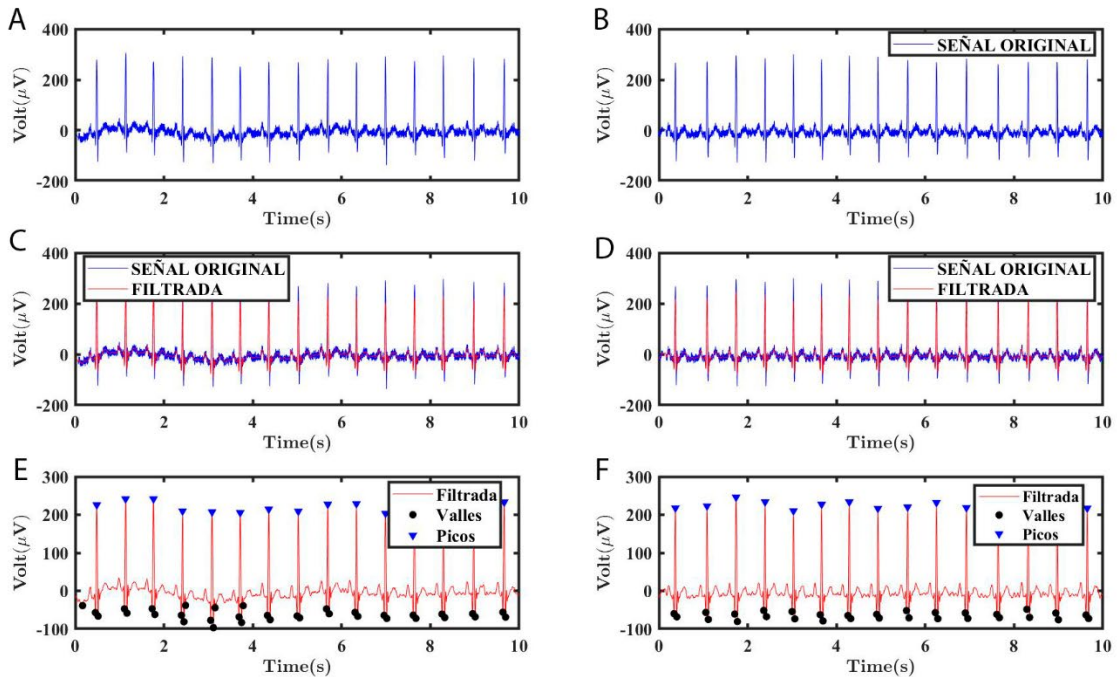 A
Volt(µV)
400
200
0
-200
0 2 4 6 8 10
Time(s)
B
Volt(µV)
400
200
0
-200
SEÑAL ORIGINAL
0 2 4 6 8 10
Time(s)
C
Volt(µV)
400
200
0
-200
SEÑAL ORIGINAL
FILTRADA
0 2 4 6 8 10
Time(s)
D
Volt(µV)
400
200
0
-200
SEÑAL ORIGINAL
FILTRADA
0 2 4 6 8 10
Time(s)
E
Volt(µV)
300
200
100
0
-100
Filtrada
Valles
Picos
0 2 4 6 8 10
Time(s)
F
Volt(µV)
300
200
100
0
-100
Filtrada
Valles
Picos
0 2 4 6 8 10
Time(s)